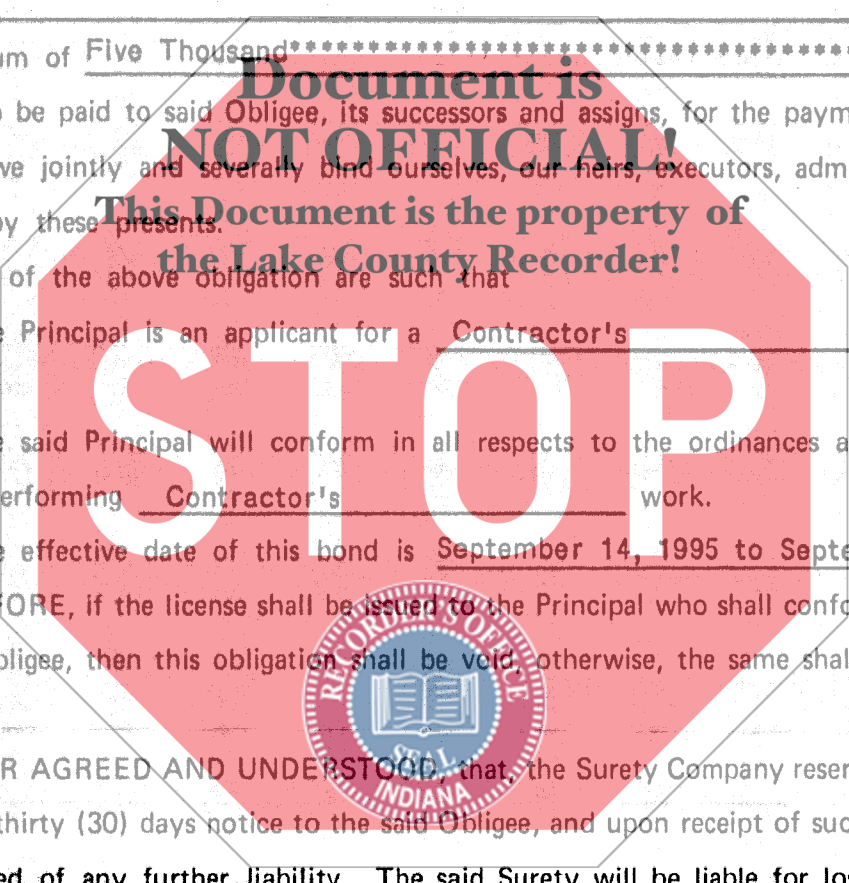 um of Five Thousand************************************
Document is
o be paid to said Obligee, its successors and assigns, for the paym
NOT OFFICIAL!
we jointly and severally bind ourselves, our heirs, executors, adm
This Document is the property of
by these presents.
the Lake County Recorder!
of the above obligation are such that
e Principal is an applicant for a Contractor's
STOP
e said Principal will conform in all respects to the ordinances a
erforming Contractor's work.
e effective date of this bond is September 14, 1995 to Septe
FORE, if the license shall be issued to the Principal who shall confo
bligee, then this obligation shall be void, otherwise, the same shal
RECORDER'S OFFICE
SEAL
INDIANA
R AGREED AND UNDERSTOOD, that, the Surety Company reser
thirty (30) days notice to the said Obligee, and upon receipt of suc
ed of any further liability. The said Surety will be liable for los